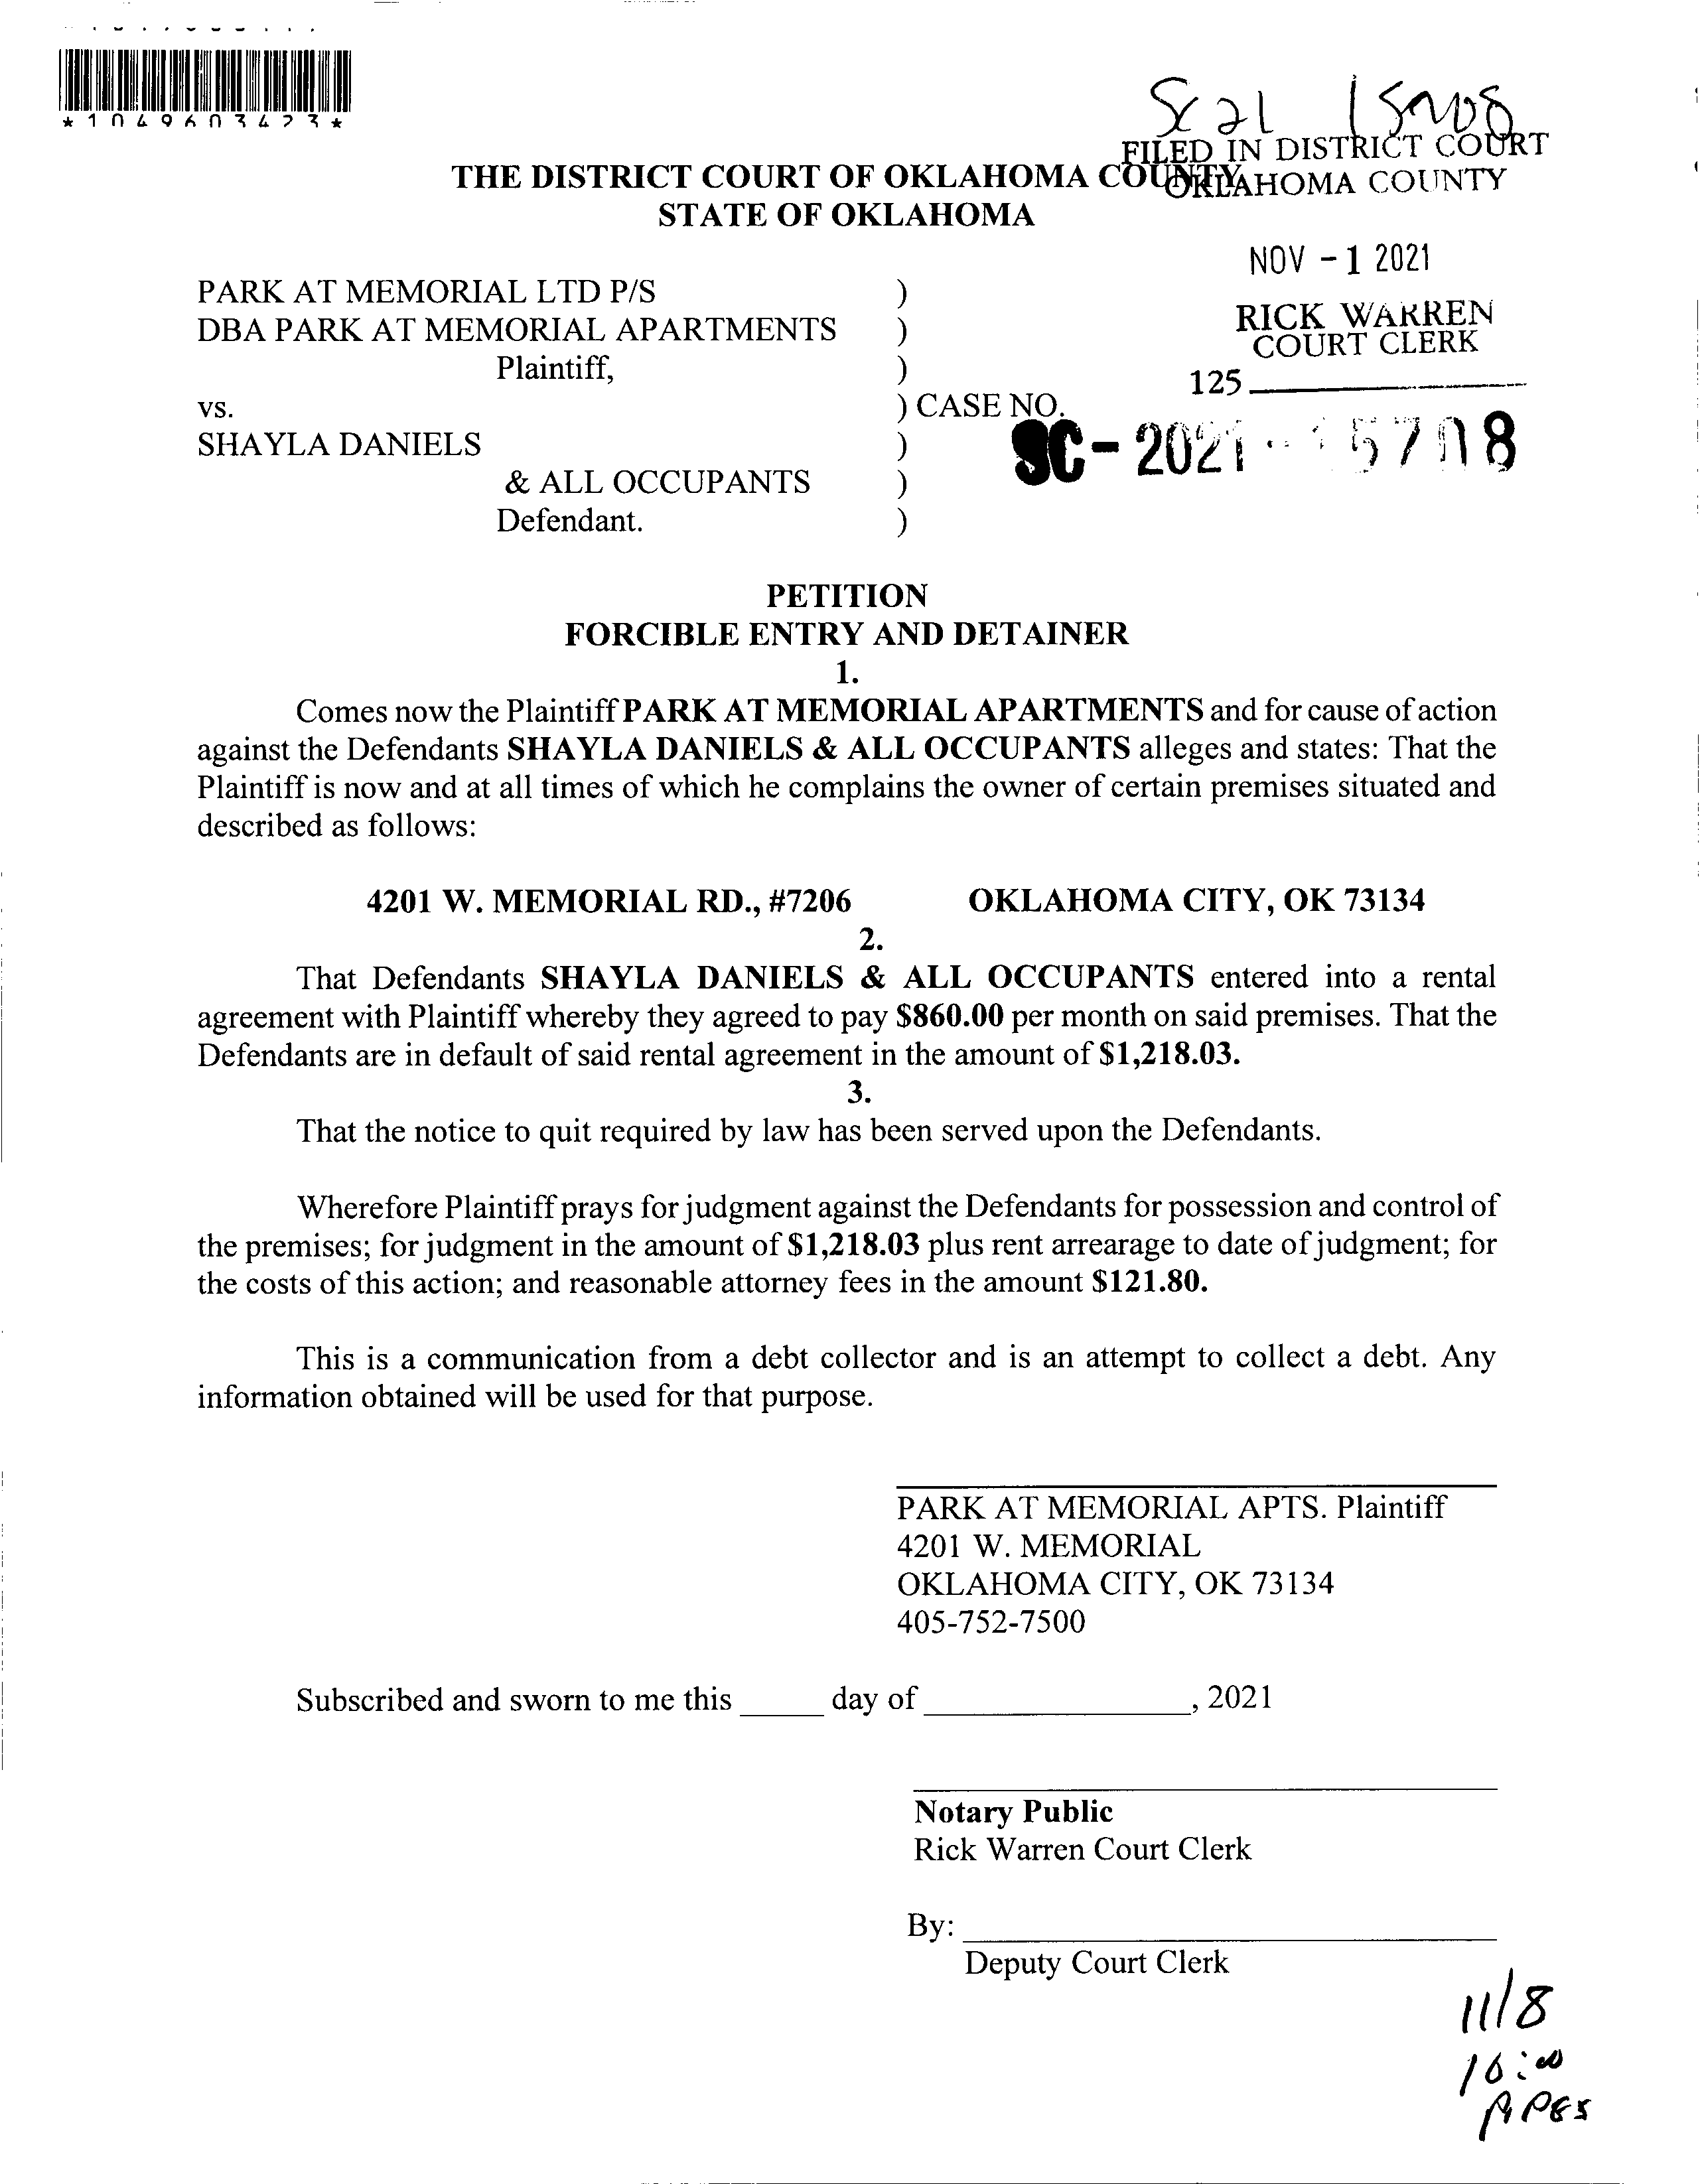 *1049603423*
SC 21 15708
FILED IN DISTRICT COURT
OKLAHOMA COUNTY
THE DISTRICT COURT OF OKLAHOMA COUNTY
STATE OF OKLAHOMA
NOV - 1 2021
RICK WARREN
COURT CLERK
125
PARK AT MEMORIAL LTD P/S )
DBA PARK AT MEMORIAL APARTMENTS )
Plaintiff, )
vs. ) CASE NO.
SC - 2021 - 15708
SHAYLA DANIELS )
& ALL OCCUPANTS )
Defendant. )
PETITION
FORCIBLE ENTRY AND DETAINER
1.
Comes now the Plaintiff PARK AT MEMORIAL APARTMENTS and for cause of action
against the Defendants SHAYLA DANIELS & ALL OCCUPANTS alleges and states: That the
Plaintiff is now and at all times of which he complains the owner of certain premises situated and
described as follows:
4201 W. MEMORIAL RD., #7206 OKLAHOMA CITY, OK 73134
2.
That Defendants SHAYLA DANIELS & ALL OCCUPANTS entered into a rental
agreement with Plaintiff whereby they agreed to pay $860.00 per month on said premises. That the
Defendants are in default of said rental agreement in the amount of $1,218.03.
3.
That the notice to quit required by law has been served upon the Defendants.
Wherefore Plaintiff prays for judgment against the Defendants for possession and control of
the premises; for judgment in the amount of $1,218.03 plus rent arrearage to date of judgment; for
the costs of this action; and reasonable attorney fees in the amount $121.80.
This is a communication from a debt collector and is an attempt to collect a debt. Any
information obtained will be used for that purpose.
PARK AT MEMORIAL APTS. Plaintiff
4201 W. MEMORIAL
OKLAHOMA CITY, OK 73134
405-752-7500
Subscribed and sworn to me this _____ day of ________________, 2021
Notary Public
Rick Warren Court Clerk
By: ________________
Deputy Court Clerk
11/8
10:00